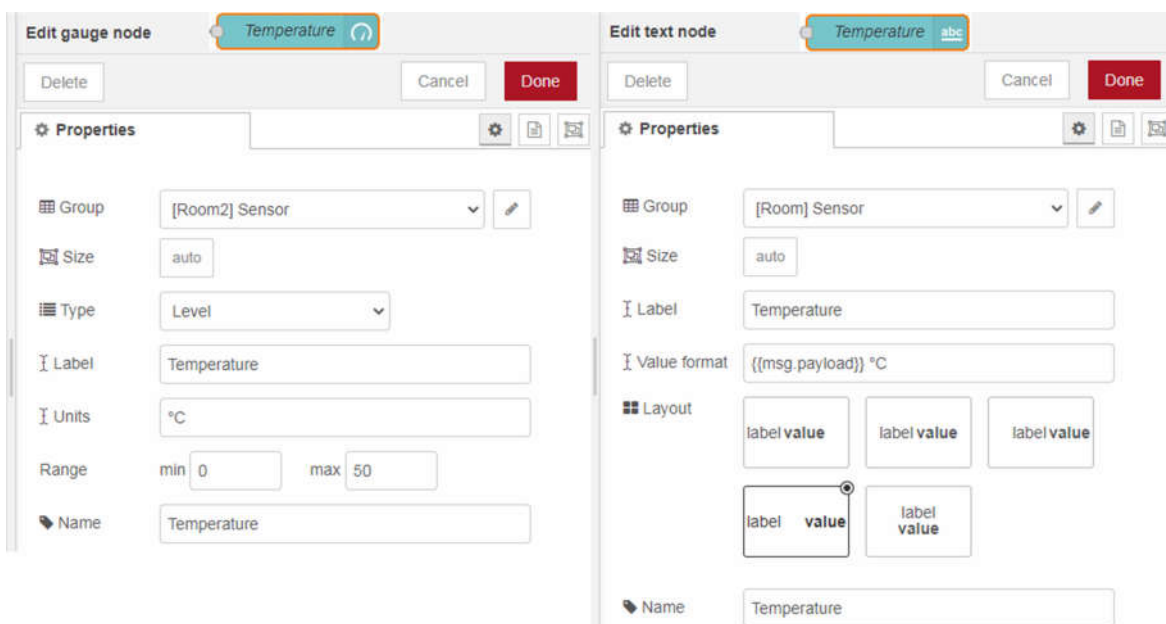 Edit gauge node Temperature
Delete Cancel Done
Properties
Group [Room2] Sensor
Size auto
Type Level
Label Temperature
Units °C
Range min 0 max 50
Name Temperature
Edit text node Temperature abc
Delete Cancel Done
Properties
Group [Room] Sensor
Size auto
Label Temperature
Value format {{msg.payload}} °C
Layout
label value label value label value
label value label
value
Name Temperature